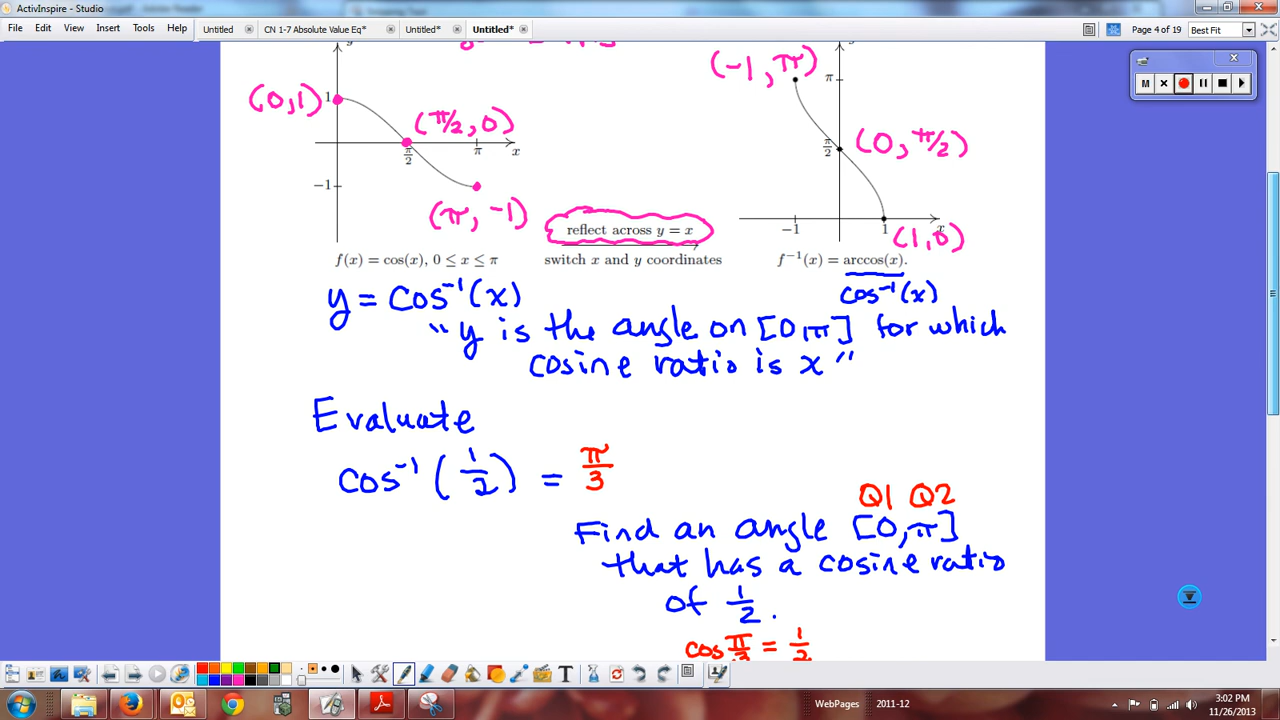 ActivInspire - Studio
File Edit View Insert Tools Help Untitled CN 1-7 Absolute Value Eq* Untitled* Untitled* Page 4 of 19 Best Fit
(0,1) 1
(π/2, 0)
π/2 π x
-1
(π, -1)
f(x) = cos(x), 0 ≤ x ≤ π
reflect across y = x
switch x and y coordinates
(-1, π) π
π/2 (0, π/2)
-1 1 x
(1,0)
f⁻¹(x) = arccos(x).
cos⁻¹(x)
y = cos⁻¹(x)
"y is the angle on [0,π] for which
cosine ratio is x"
Evaluate
cos⁻¹(1/2) = π/3
Q1 Q2
Find an angle [0,π]
that has a cosine ratio
of 1/2.
cos π/3 = 1/2
WebPages 2011-12 3:02 PM
11/26/2013